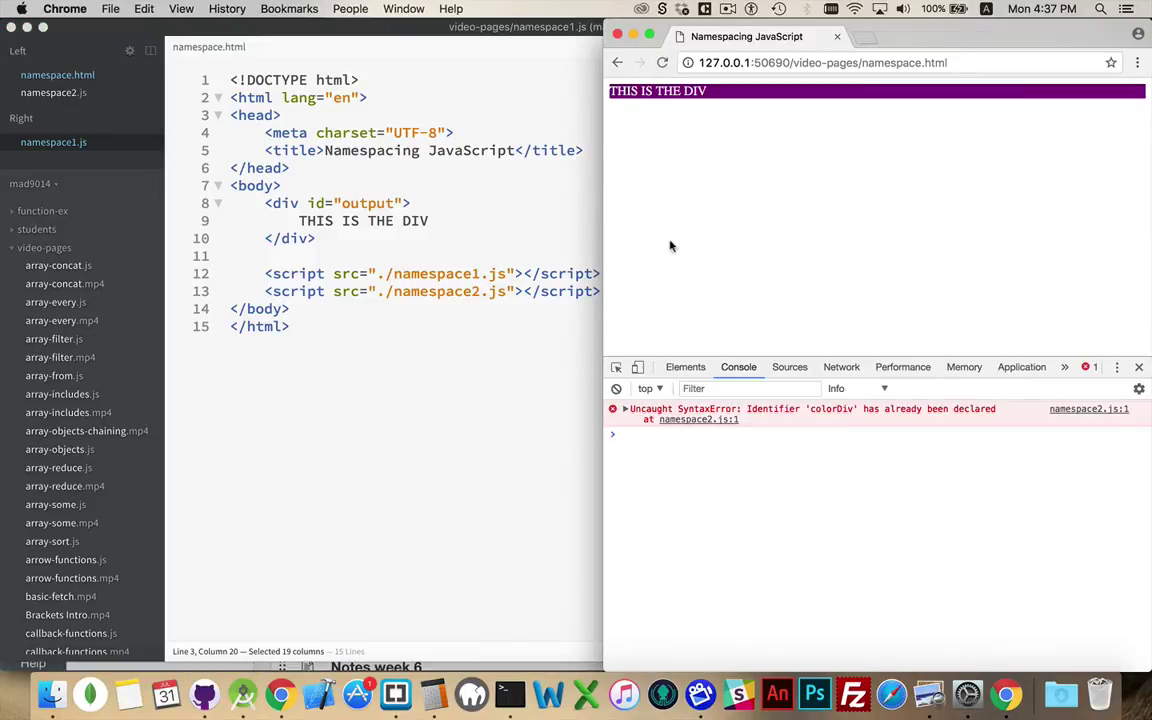 Chrome File Edit View History Bookmarks People Window Help 100% A Mon 4:37 PM
video-pages/namespace1.js (m
Left
namespace.html
namespace2.js
Right
namespace1.js
mad9014
function-ex
students
video-pages
array-concat.js
array-concat.mp4
array-every.js
array-every.mp4
array-filter.js
array-filter.mp4
array-from.js
array-includes.js
array-includes.mp4
array-objects-chaining.mp4
array-objects.js
array-reduce.js
array-reduce.mp4
array-some.js
array-some.mp4
array-sort.js
arrow-functions.js
arrow-functions.mp4
basic-fetch.mp4
Brackets Intro.mp4
callback-functions.js
callback-functions.mp4
Help
namespace.html
1 <!DOCTYPE html>
2 <html lang="en">
3 <head>
4 <meta charset="UTF-8">
5 <title>Namespacing JavaScript</title>
6 </head>
7 <body>
8 <div id="output">
9 THIS IS THE DIV
10 </div>
11
12 <script src="./namespace1.js"></script>
13 <script src="./namespace2.js"></script>
14 </body>
15 </html>
Line 3, Column 20 — Selected 19 columns — 15 Lines
Notes week 6
Namespacing JavaScript
127.0.0.1:50690/video-pages/namespace.html
THIS IS THE DIV
Elements Console Sources Network Performance Memory Application » 1
top Filter Info
Uncaught SyntaxError: Identifier 'colorDiv' has already been declared namespace2.js:1
at namespace2.js:1
JUL
31
1
W X S An Ps Fz